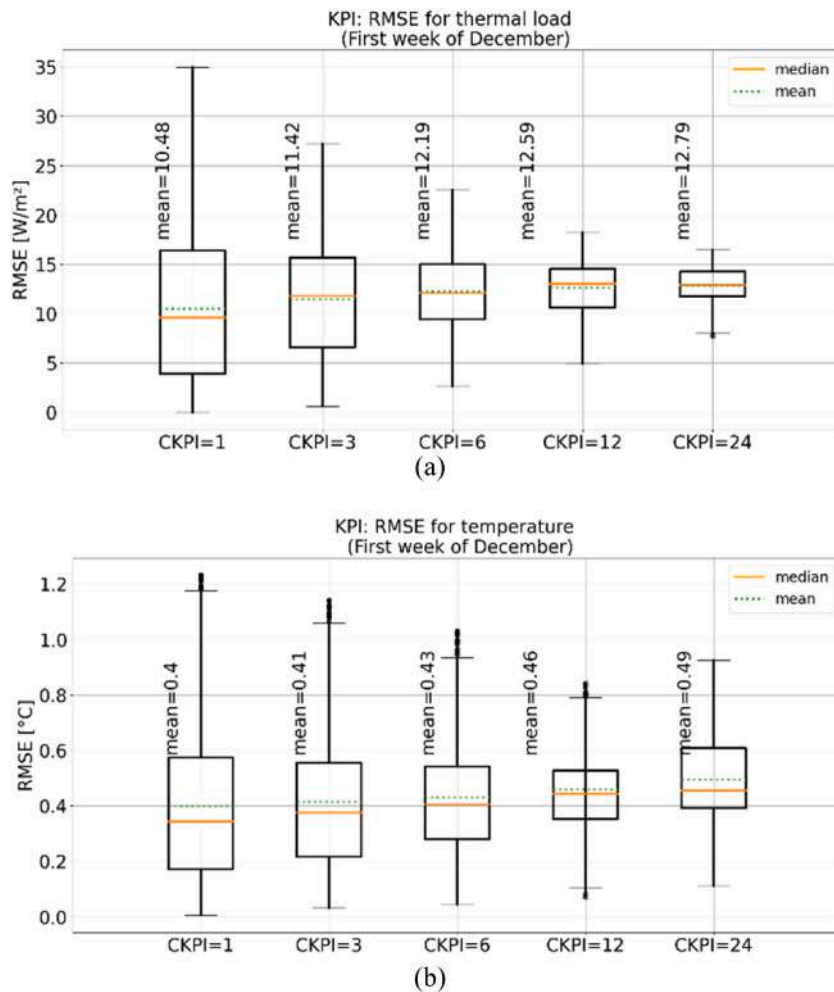 KPI: RMSE for thermal load
(First week of December)
median
mean
RMSE [W/m²]
35
30
25
20
15
10
5
0
mean=10.48
mean=11.42
mean=12.19
mean=12.59
mean=12.79
CKPI=1
CKPI=3
CKPI=6
CKPI=12
CKPI=24
(a)
KPI: RMSE for temperature
(First week of December)
median
mean
RMSE [°C]
1.2
1.0
0.8
0.6
0.4
0.2
0.0
mean=0.4
mean=0.41
mean=0.43
mean=0.46
mean=0.49
CKPI=1
CKPI=3
CKPI=6
CKPI=12
CKPI=24
(b)